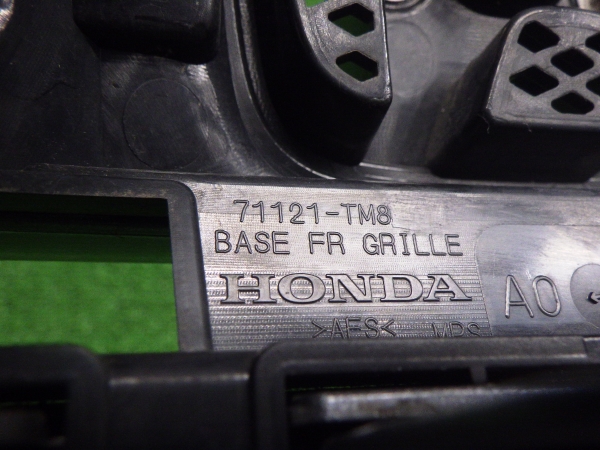 71121-TM8
BASE FR GRILLE
HONDA A0
>AES<